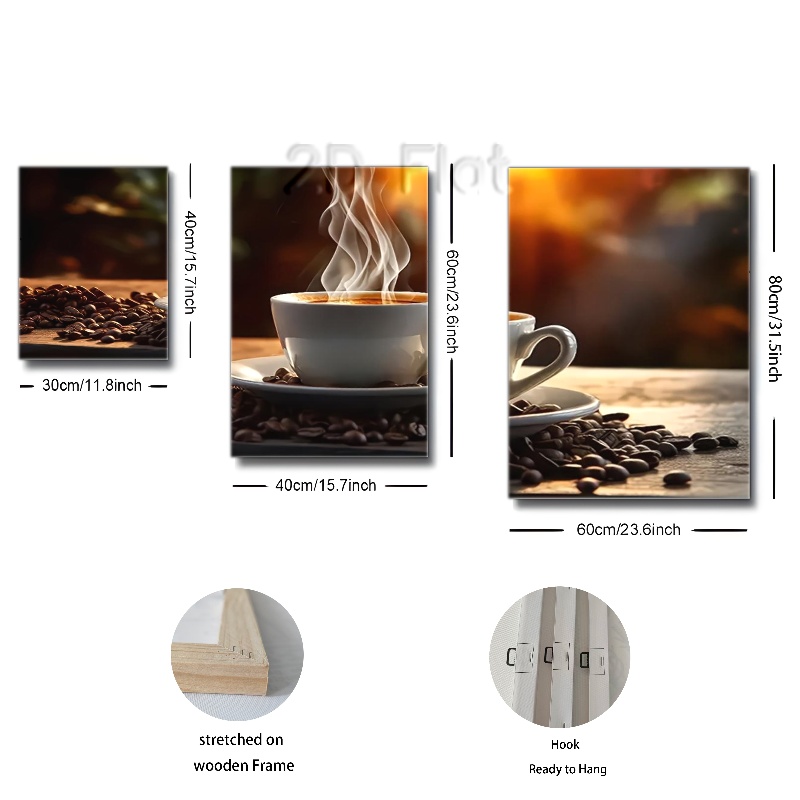 2D Flat
40cm/15.7inch
30cm/11.8inch
60cm/23.6inch
40cm/15.7inch
80cm/31.5inch
60cm/23.6inch
stretched on
wooden Frame
Hook
Ready to Hang